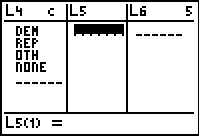 L4 c L5 L6 5
DEM
REP
OTH
NONE
------
------
L5(1) =